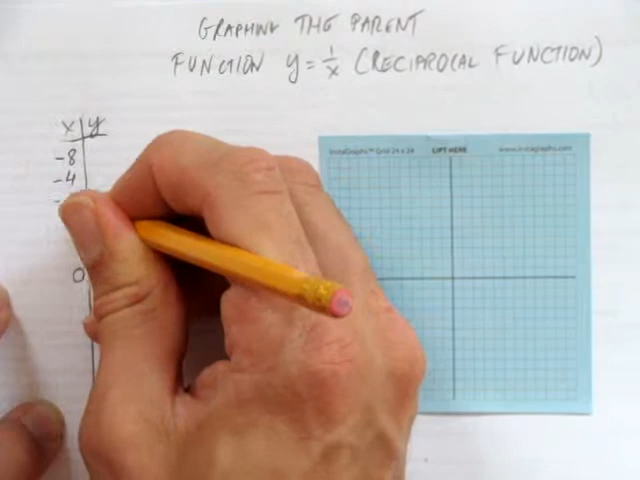 GRAPHING THE PARENT
FUNCTION y = 1/x (RECIPROCAL FUNCTION)
x y
-8
-4
-
0
InstaGraphs™ Grid 24 x 24 LIFT HERE www.instagraphs.com